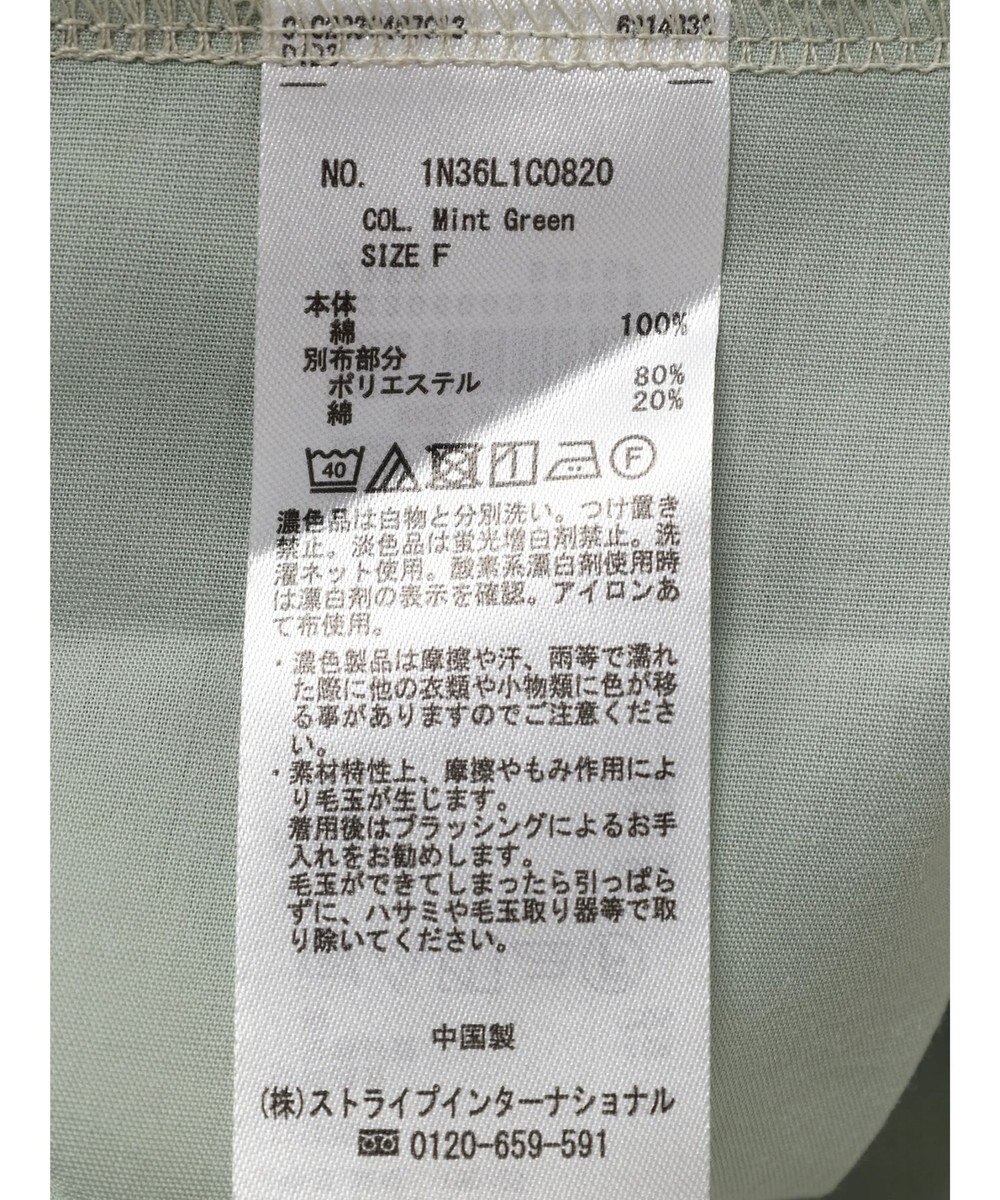 NO. 1N36L1C0820
COL. Mint Green
SIZE F
本体
綿 100%
別布部分
ポリエステル 80%
綿 20%
40
F
濃色品は白物と分別洗い。つけ置き
禁止。淡色品は蛍光増白剤禁止。洗
濯ネット使用。酸素系漂白剤使用時
は漂白剤の表示を確認。アイロンあ
て布使用。
・濃色製品は摩擦や汗、雨等で濡れ
た際に他の衣類や小物類に色が移
る事がありますのでご注意くださ
い。
・素材特性上、摩擦やもみ作用によ
り毛玉が生じます。
着用後はブラッシングによるお手
入れをお勧めします。
毛玉ができてしまったら引っぱら
ずに、ハサミや毛玉取り器等で取
り除いてください。
中国製
(株)ストライプインターナショナル
0120-659-591